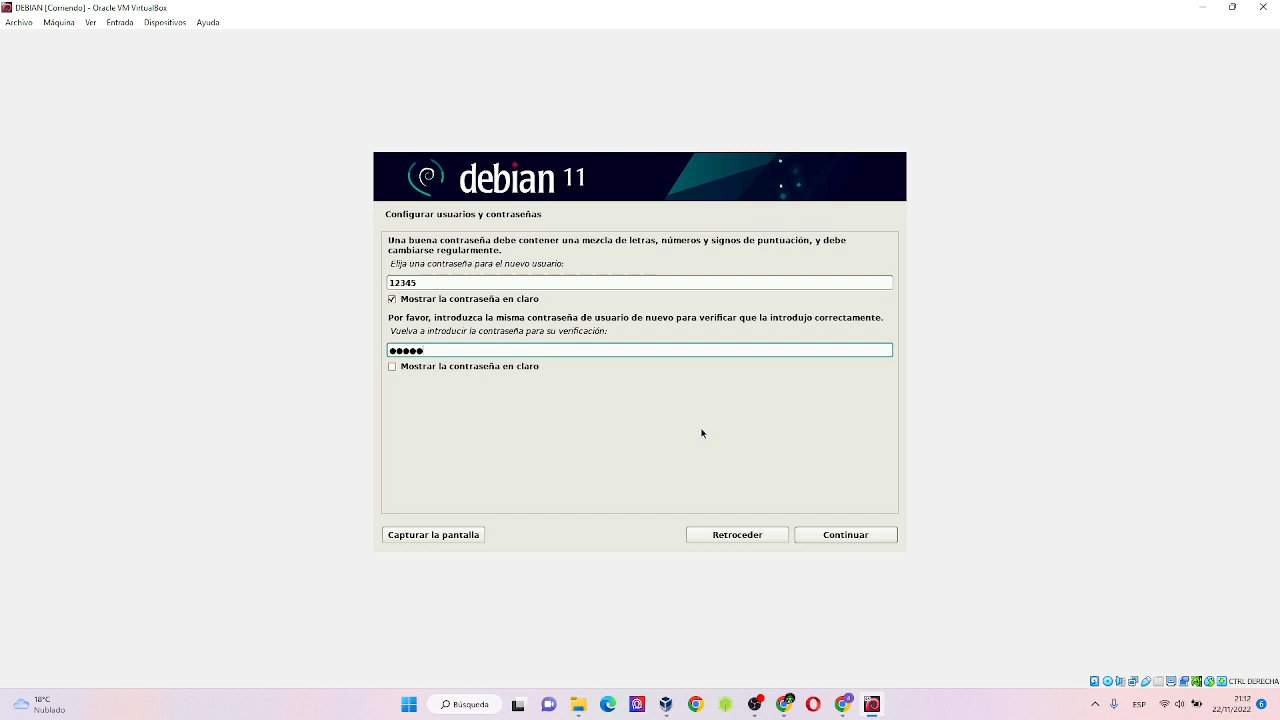 DEBIAN [Corriendo] - Oracle VM VirtualBox
Archivo Máquina Ver Entrada Dispositivos Ayuda
debian 11
Configurar usuarios y contraseñas
Una buena contraseña debe contener una mezcla de letras, números y signos de puntuación, y debe
cambiarse regularmente.
Elija una contraseña para el nuevo usuario:
12345
Mostrar la contraseña en claro
Por favor, introduzca la misma contraseña de usuario de nuevo para verificar que la introdujo correctamente.
Vuelva a introducir la contraseña para su verificación:
●●●●●
Mostrar la contraseña en claro
Capturar la pantalla Retroceder Continuar
CTRL DERECHA
18°C
Nublado
Búsqueda
ESP
21:12
22/11/2022